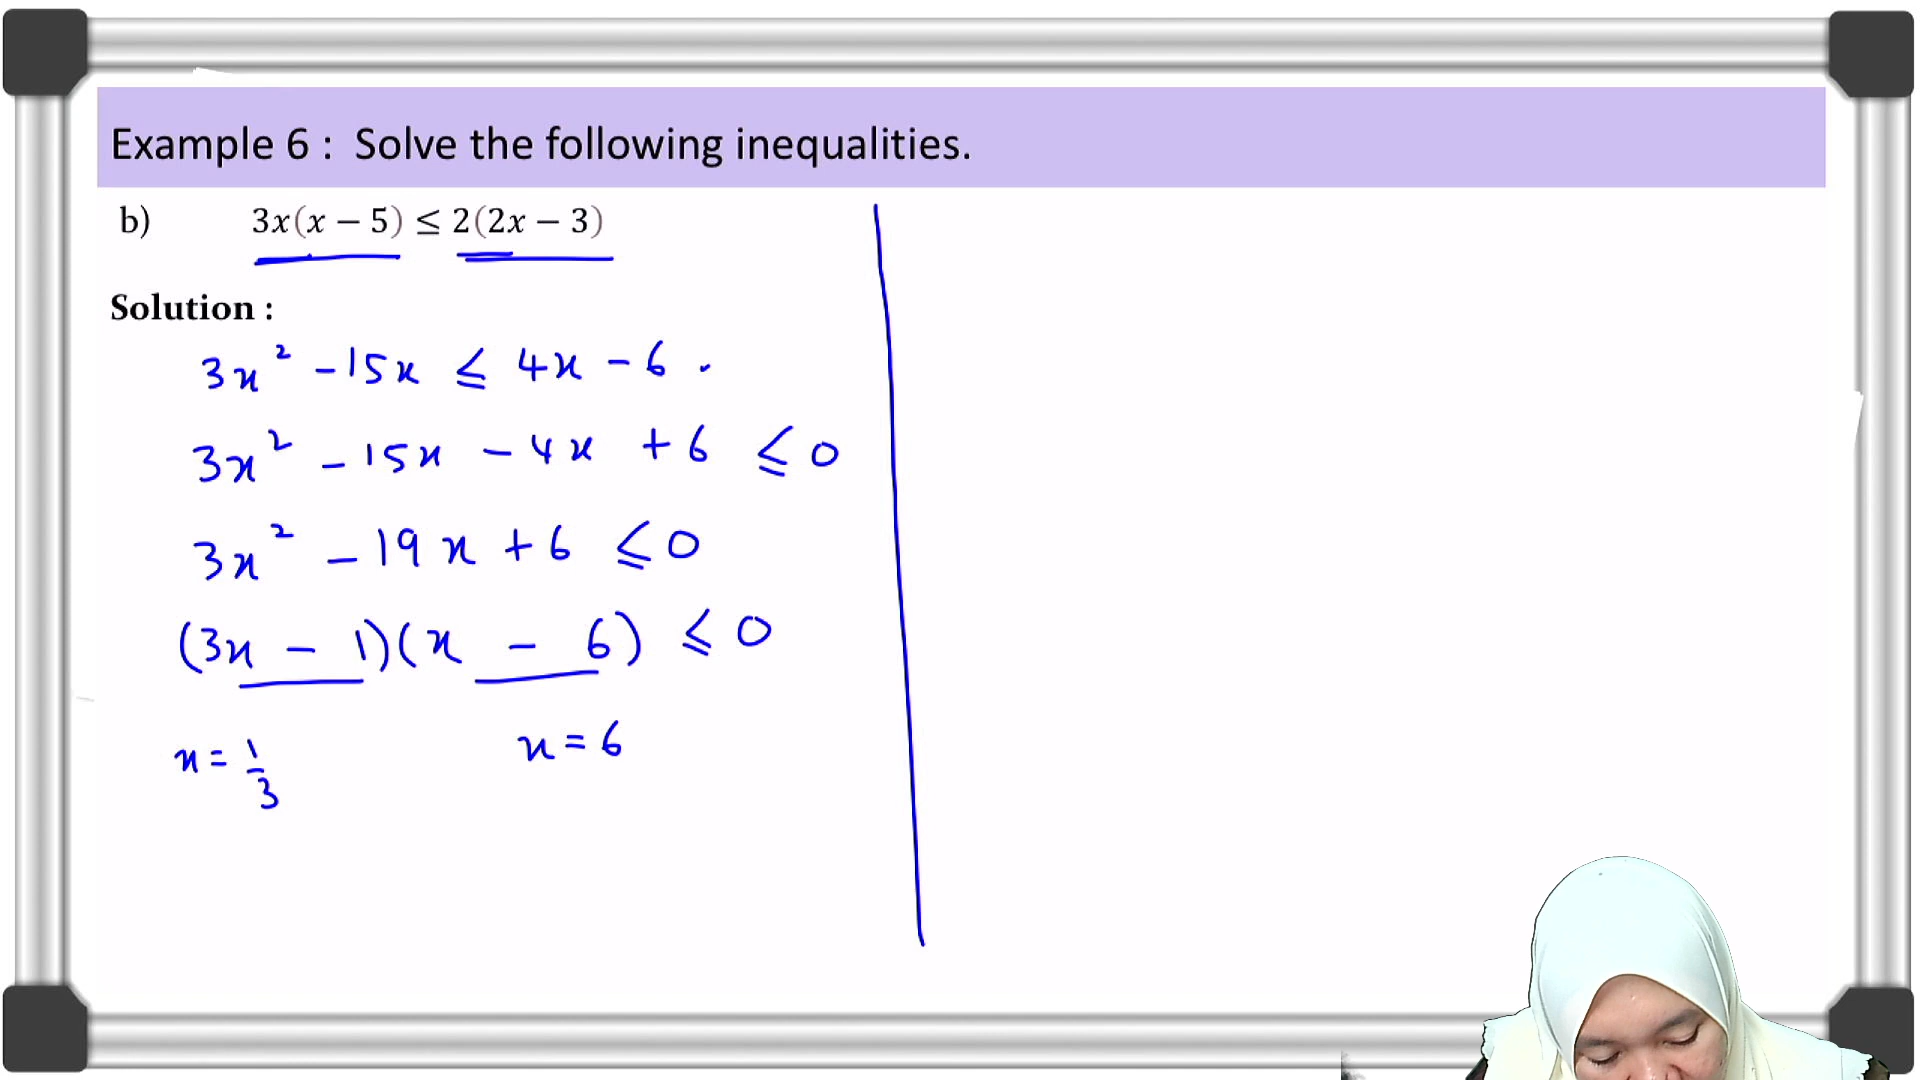 Example 6 : Solve the following inequalities.
b) 3x(x − 5) ≤ 2(2x − 3)
Solution :
3x² - 15x ≤ 4x - 6 .
3x² - 15x - 4x + 6 ≤ 0
3x² - 19x + 6 ≤ 0
(3x - 1)(x - 6) ≤ 0
x = 1/3 x = 6